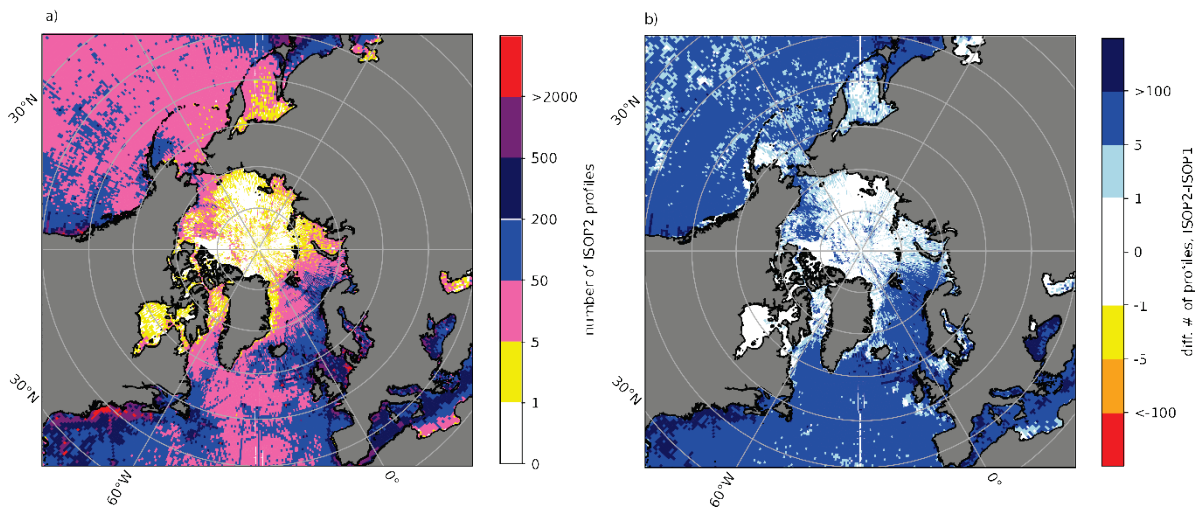 a)
30°N
30°N
60°W
0°
>2000
500
200
50
5
1
0
number of ISOP2 profiles
b)
30°N
30°N
60°W
0°
>100
5
1
0
-1
-5
<-100
diff. # of profiles, ISOP2-ISOP1